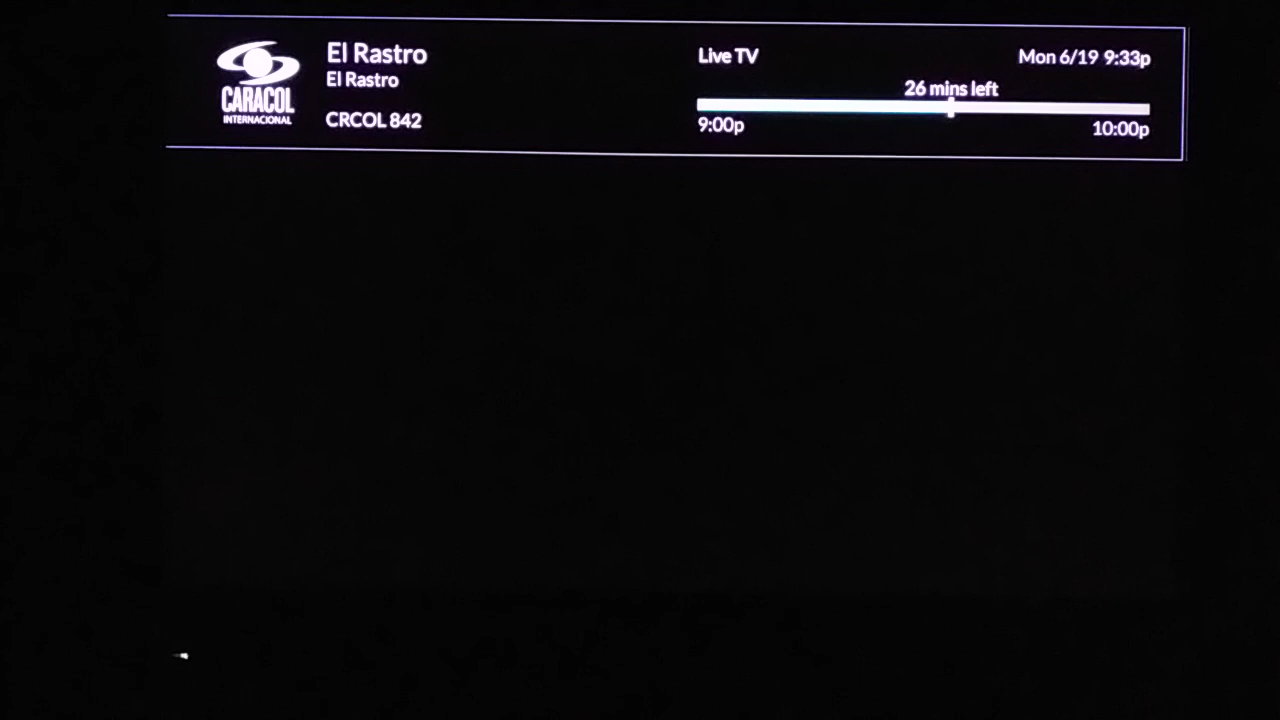 El Rastro
El Rastro
CARACOL
INTERNACIONAL
CRCOL 842
Live TV
Mon 6/19 9:33p
26 mins left
9:00p
10:00p